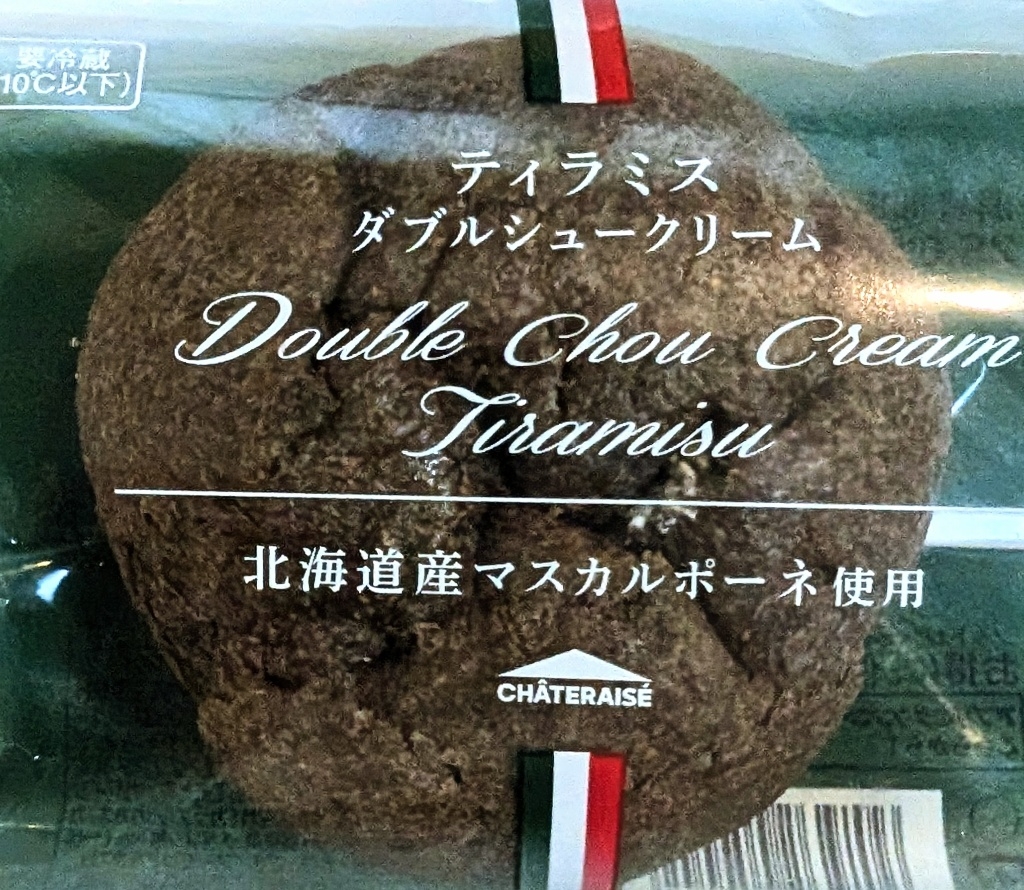 要冷蔵
10℃以下)
ティラミス
ダブルシュークリーム
Double Chou Cream
Tiramisu
北海道産マスカルポーネ使用
CHÂTERAISÉ